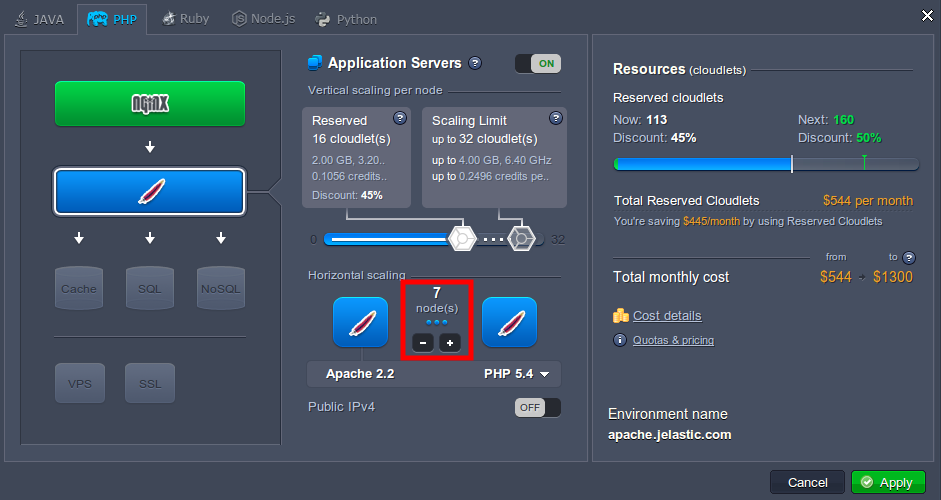 JAVA
PHP
Ruby
Node.js
Python
NGINX
Cache
SQL
NoSQL
VPS
SSL
Application Servers ?
ON
Vertical scaling per node
Reserved ?
16 cloudlet(s)
2.00 GB, 3.20..
0.1056 credits..
Discount: 45%
Scaling Limit ?
up to 32 cloudlet(s)
up to 4.00 GB, 6.40 GHz
up to 0.2496 credits pe..
0
32
Horizontal scaling
7
node(s)
- +
Apache 2.2
PHP 5.4
Public IPv4
OFF
Resources (cloudlets)
Reserved cloudlets
Now: 113
Next: 160
Discount: 45%
Discount: 50%
Total Reserved Cloudlets
$544 per month
You're saving $445/month by using Reserved Cloudlets
from
to ?
Total monthly cost
$544
$1300
Cost details
Quotas & pricing
Environment name
apache.jelastic.com
Cancel
Apply